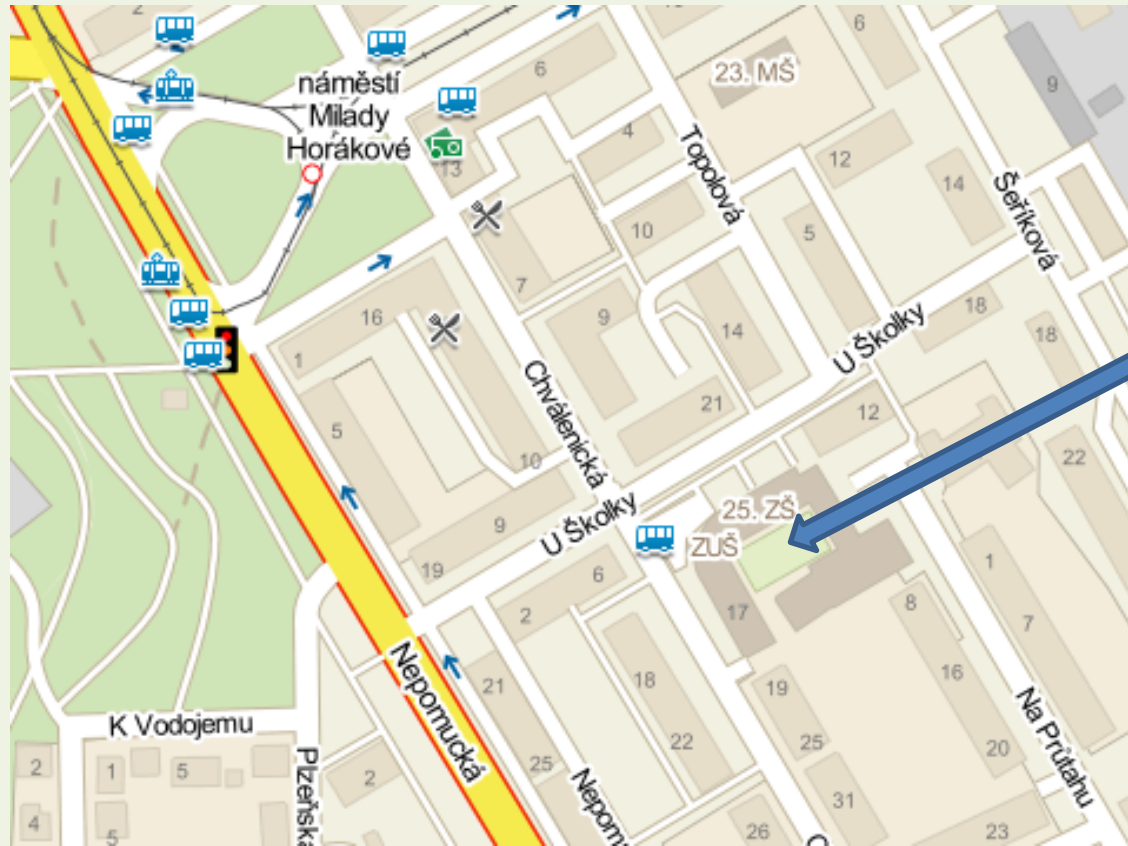 2
6
6
23. MŠ
9
náměstí
Milady
Horákové
13
4
Topolová
12
14
Šeříková
10
5
7
16
9
14
18
18
1
U Školky
Chválenická
21
12
5
10
22
25. ZŠ
9
U Školky
ZUŠ
19
6
1
2
17
8
7
Nepomucká
21
18
19
16
K Vodojemu
Na Průtahu
2
1
5
Plzeňská
2
25
22
25
20
Nepom
31
4
5
26
23